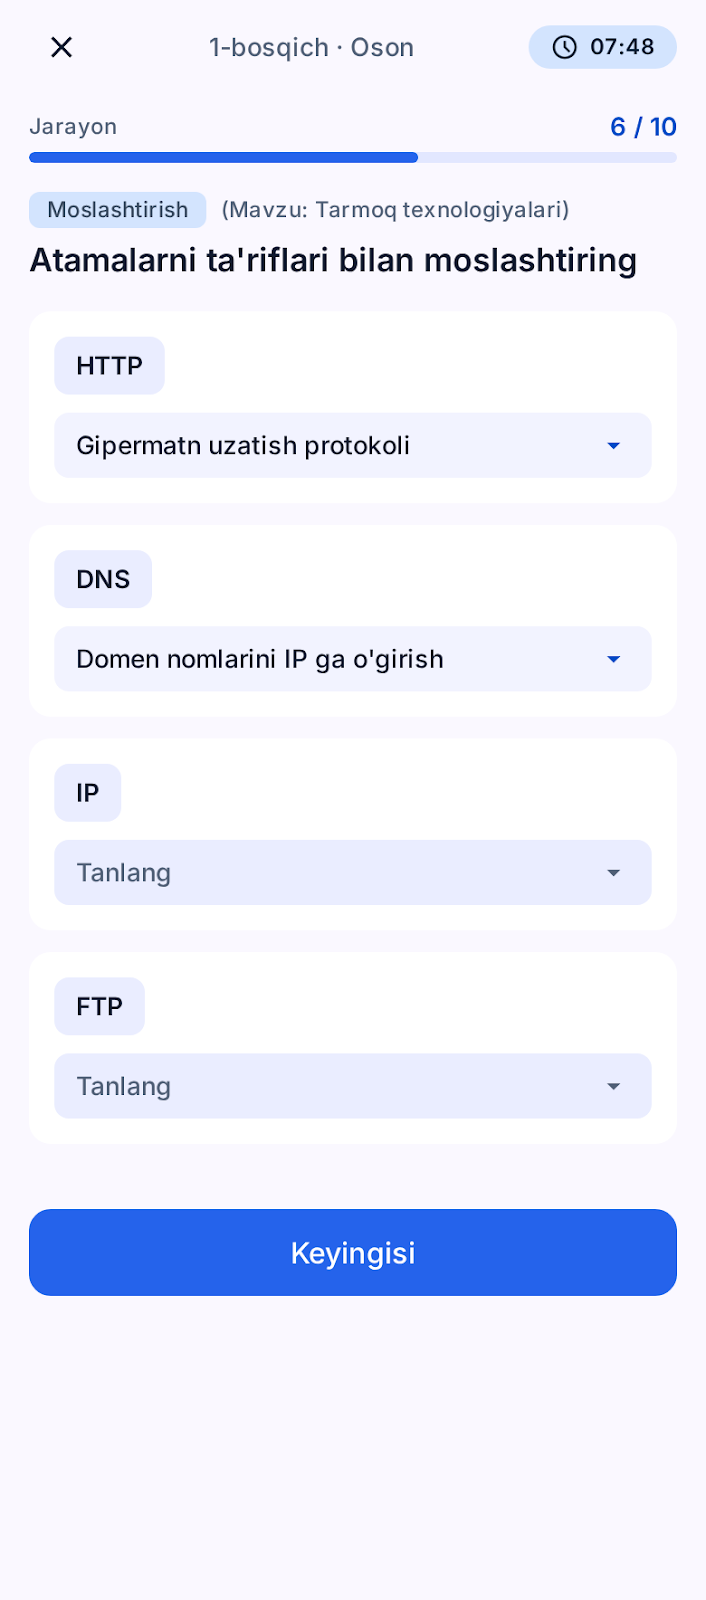 1-bosqich · Oson
07:48
Jarayon
6 / 10
Moslashtirish (Mavzu: Tarmoq texnologiyalari)
Atamalarni ta'riflari bilan moslashtiring
HTTP
Gipermatn uzatish protokoli
DNS
Domen nomlarini IP ga o'girish
IP
Tanlang
FTP
Tanlang
Keyingisi